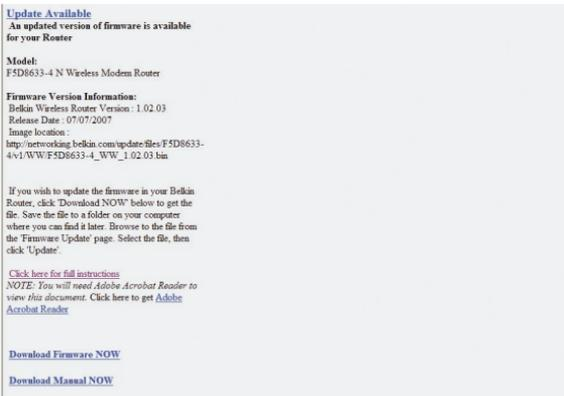 Update Available
An updated version of firmware is available
for your Router
Model:
F5D8633-4 N Wireless Modem Router
Firmware Version Information:
Belkin Wireless Router Version : 1.02.03
Release Date : 07/07/2007
Image location :
http://networking.belkin.com/update/files/F5D8633-
4/v1/WW/F5D8633-4_WW_1.02.03.bin
If you wish to update the firmware in your Belkin
Router, click 'Download NOW' below to get the
file. Save the file to a folder on your computer
where you can find it later. Browse to the file from
the 'Firmware Update' page. Select the file, then
click 'Update'.
Click here for full instructions
NOTE: You will need Adobe Acrobat Reader to
view this document. Click here to get Adobe
Acrobat Reader
Download Firmware NOW
Download Manual NOW